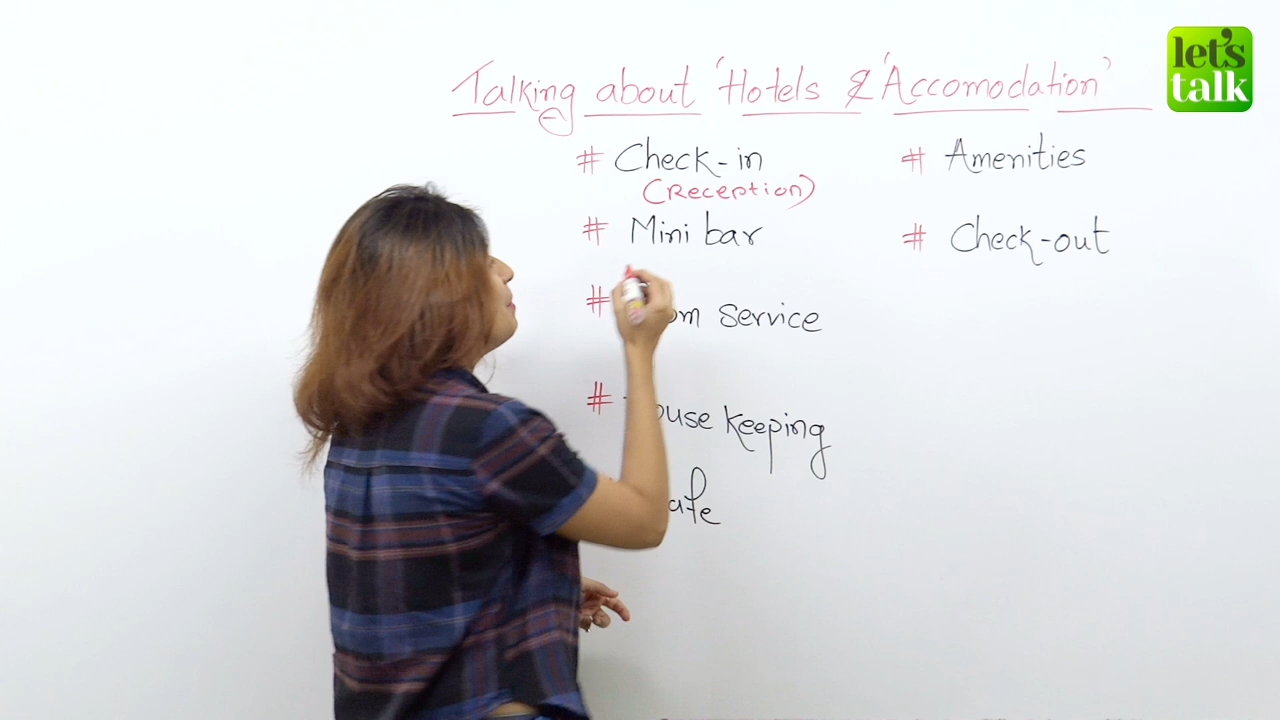 Talking about 'Hotels & 'Accomodation'
# Check-in
(Reception)
# Mini bar
# service
# keeping
# Amenities
# Check-out
let's
talk